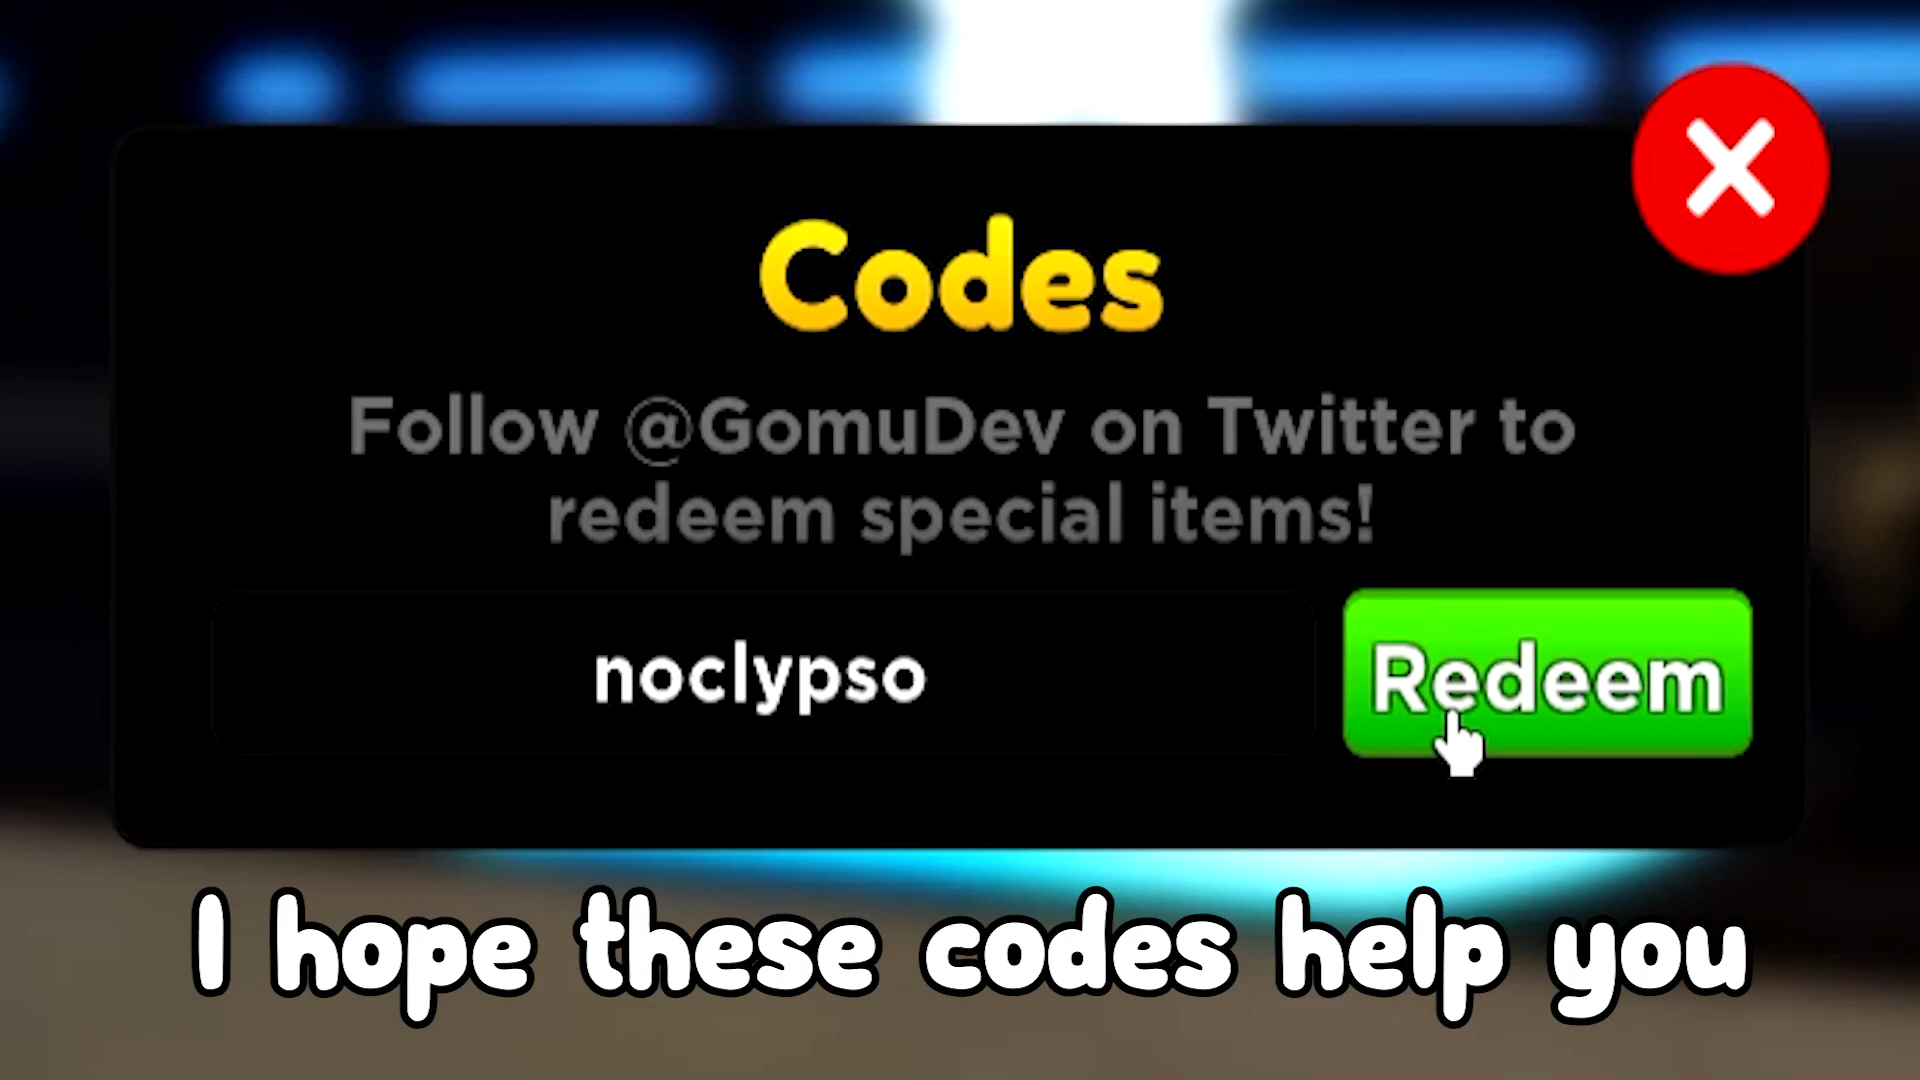 Codes
Follow @GomuDev on Twitter to
redeem special items!
noclypso
Redeem
I hope these codes help you